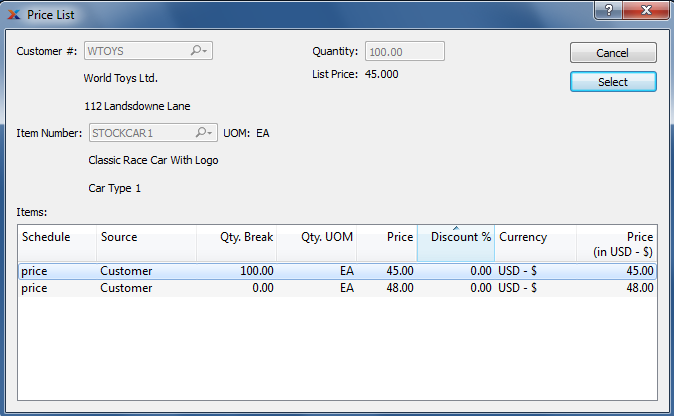 Price List
Customer #: WTOYS
Quantity: 100.00
Cancel
World Toys Ltd.
List Price: 45.000
Select
112 Landsdowne Lane
Item Number: STOCKCAR1 UOM: EA
Classic Race Car With Logo
Car Type 1
Items:
Schedule Source Qty. Break Qty. UOM Price Discount % Currency Price
(in USD - $)
price Customer 100.00 EA 45.00 0.00 USD - $ 45.00
price Customer 0.00 EA 48.00 0.00 USD - $ 48.00